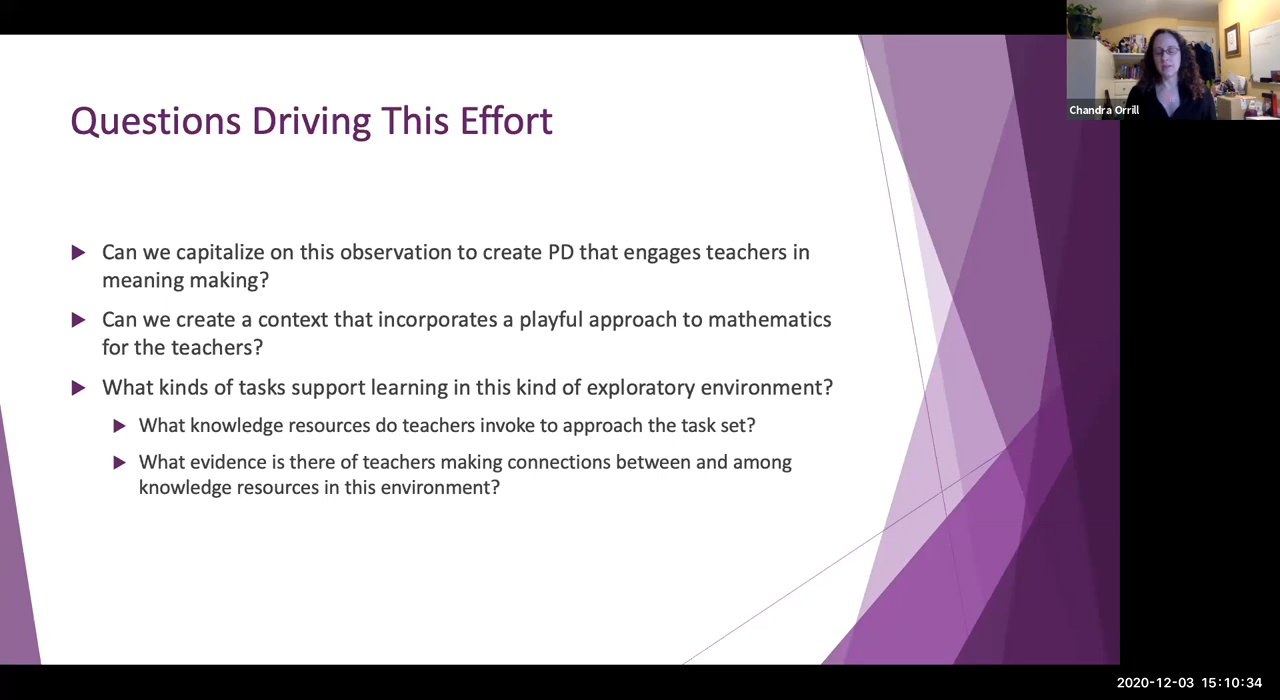 Chandra Orrill
Questions Driving This Effort
Can we capitalize on this observation to create PD that engages teachers in
meaning making?
Can we create a context that incorporates a playful approach to mathematics
for the teachers?
What kinds of tasks support learning in this kind of exploratory environment?
What knowledge resources do teachers invoke to approach the task set?
What evidence is there of teachers making connections between and among
knowledge resources in this environment?
2020-12-03 15:10:34